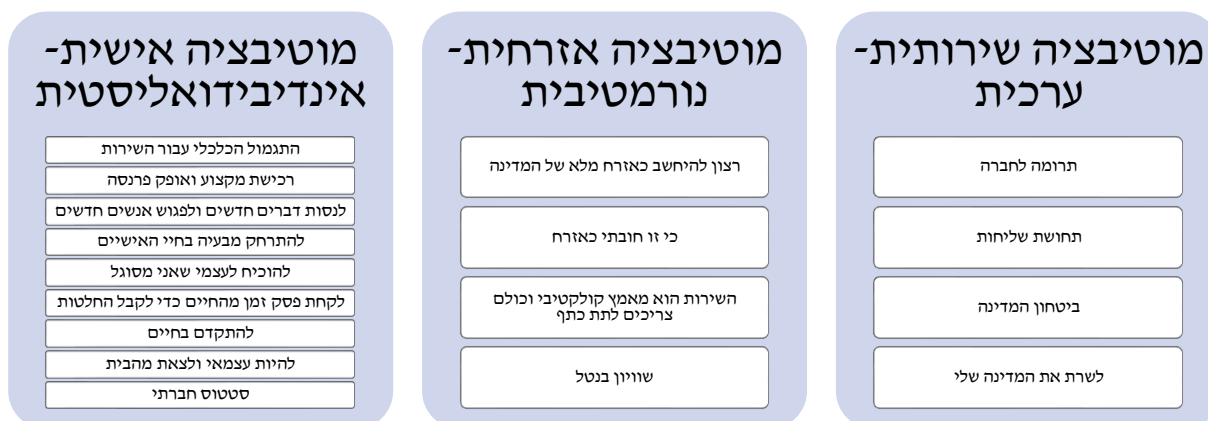 מוטיבציה שירותית-
ערכית
תרומה לחברה
תחושת שליחות
ביטחון המדינה
לשרת את המדינה שלי
מוטיבציה אזרחית-
נורמטיבית
רצון להיחשב כאזרח מלא של המדינה
כי זו חובתי כאזרח
השירות הוא מאמץ קולקטיבי וכולם
צריכים לתת כתף
שוויון בנטל
מוטיבציה אישית-
אינדיבידואליסטית
התגמול הכלכלי עבור השירות
רכישת מקצוע ואופק פרנסה
לנסות דברים חדשים ולפגוש אנשים חדשים
להתרחק מבעיה בחיי האישיים
להוכיח לעצמי שאני מסוגל
לקחת פסק זמן מהחיים כדי לקבל החלטות
להתקדם בחיים
להיות עצמאי ולצאת מהבית
סטטוס חברתי